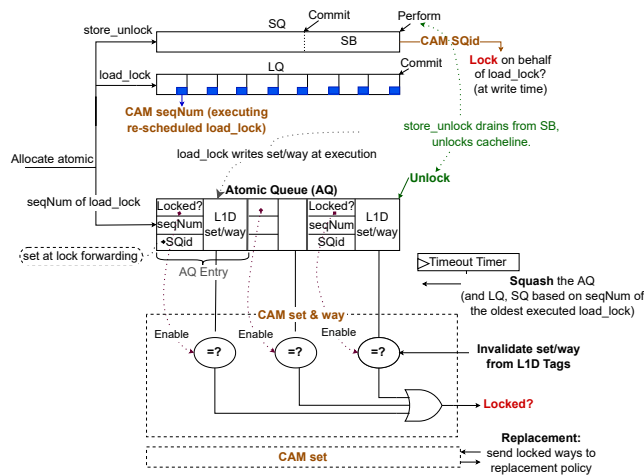 Commit
SQ
store_unlock
Perform
SB
CAM SQid
LQ
load_lock
Commit
Lock on behalf
of load_lock?
(at write time)
CAM seqNum (executing
re-scheduled load_lock)
store_unlock drains from SB,
unlocks cacheline.
load_lock writes set/way at execution
Allocate atomic
Unlock
Atomic Queue (AQ)
seqNum of load_lock
Locked?
seqNum
SQid
L1D
set/way
Locked?
seqNum
SQid
L1D
set/way
set at lock forwarding
AQ Entry
Timeout Timer
Squash the AQ
(and LQ, SQ based on seqNum of
the oldest executed load_lock)
CAM set & way
Enable
Enable
Enable
=?
=?
=?
Invalidate set/way
from L1D Tags
Locked?
CAM set
Replacement:
send locked ways to
replacement policy